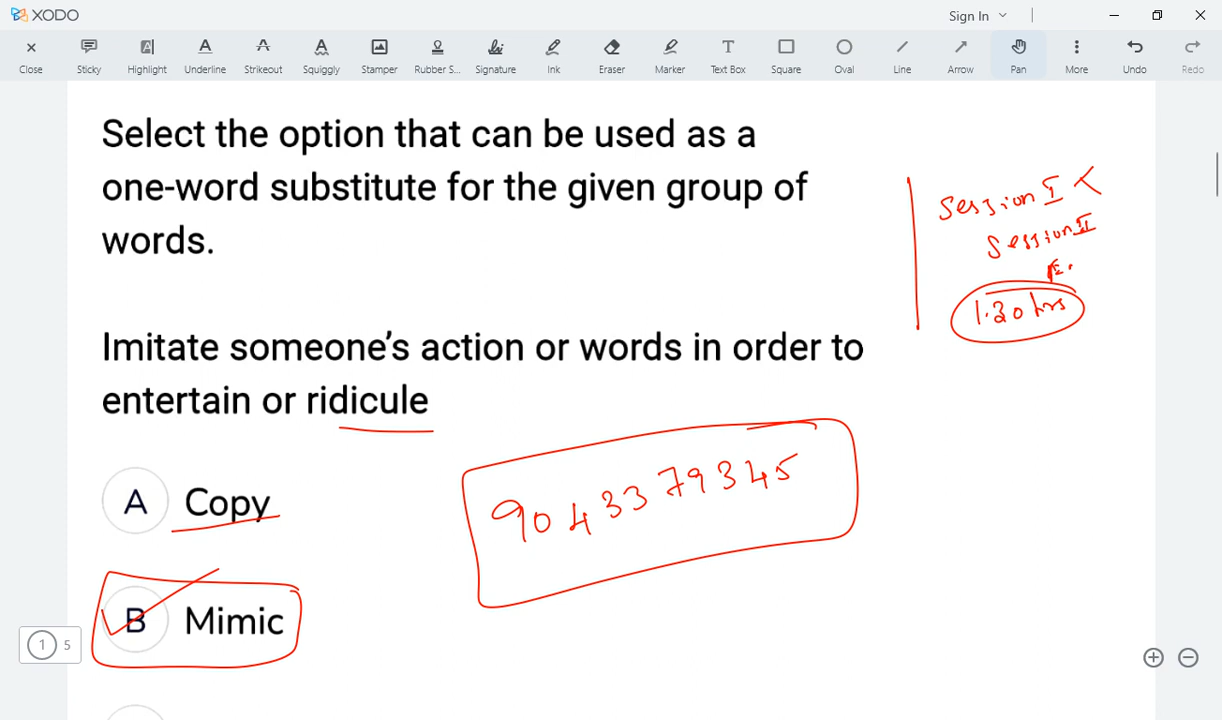 XODO
Sign In
Close Sticky Highlight Underline Strikeout Squiggly Stamper Rubber S... Signature Ink Eraser Marker Text Box Square Oval Line Arrow Pan More Undo Redo
Select the option that can be used as a
one-word substitute for the given group of
words.
Session I
Session II
1.30 hrs
Imitate someone’s action or words in order to
entertain or ridicule
9043379345
A Copy
B Mimic
1 5